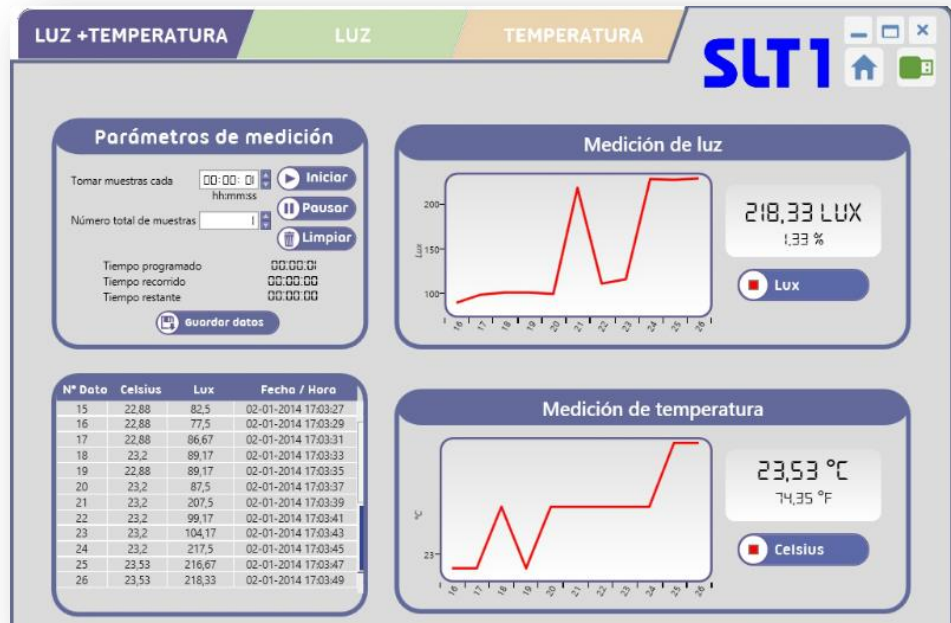 LUZ +TEMPERATURA
LUZ
TEMPERATURA
SLT1
Parámetros de medición
Tomar muestras cada 00:00:01
hh:mm:ss
Número total de muestras 1
Iniciar
Pausar
Limpiar
Tiempo programado 00:00:01
Tiempo recorrido 00:00:00
Tiempo restante 00:00:00
Guardar datos
Medición de luz
Lux
200
150
100
16 17 18 19 20 21 22 23 24 25 26
218,33 LUX
1,33 %
Lux
N° Dato Celsius Lux Fecha / Hora
15 22,88 82,5 02-01-2014 17:03:27
16 22,88 77,5 02-01-2014 17:03:29
17 22,88 86,67 02-01-2014 17:03:31
18 23,2 89,17 02-01-2014 17:03:33
19 22,88 89,17 02-01-2014 17:03:35
20 23,2 87,5 02-01-2014 17:03:37
21 23,2 207,5 02-01-2014 17:03:39
22 23,2 99,17 02-01-2014 17:03:41
23 23,2 104,17 02-01-2014 17:03:43
24 23,2 217,5 02-01-2014 17:03:45
25 23,53 216,67 02-01-2014 17:03:47
26 23,53 218,33 02-01-2014 17:03:49
Medición de temperatura
°C
23
16 17 18 19 20 21 22 23 24 25 26
23,53 °C
74,35 °F
Celsius